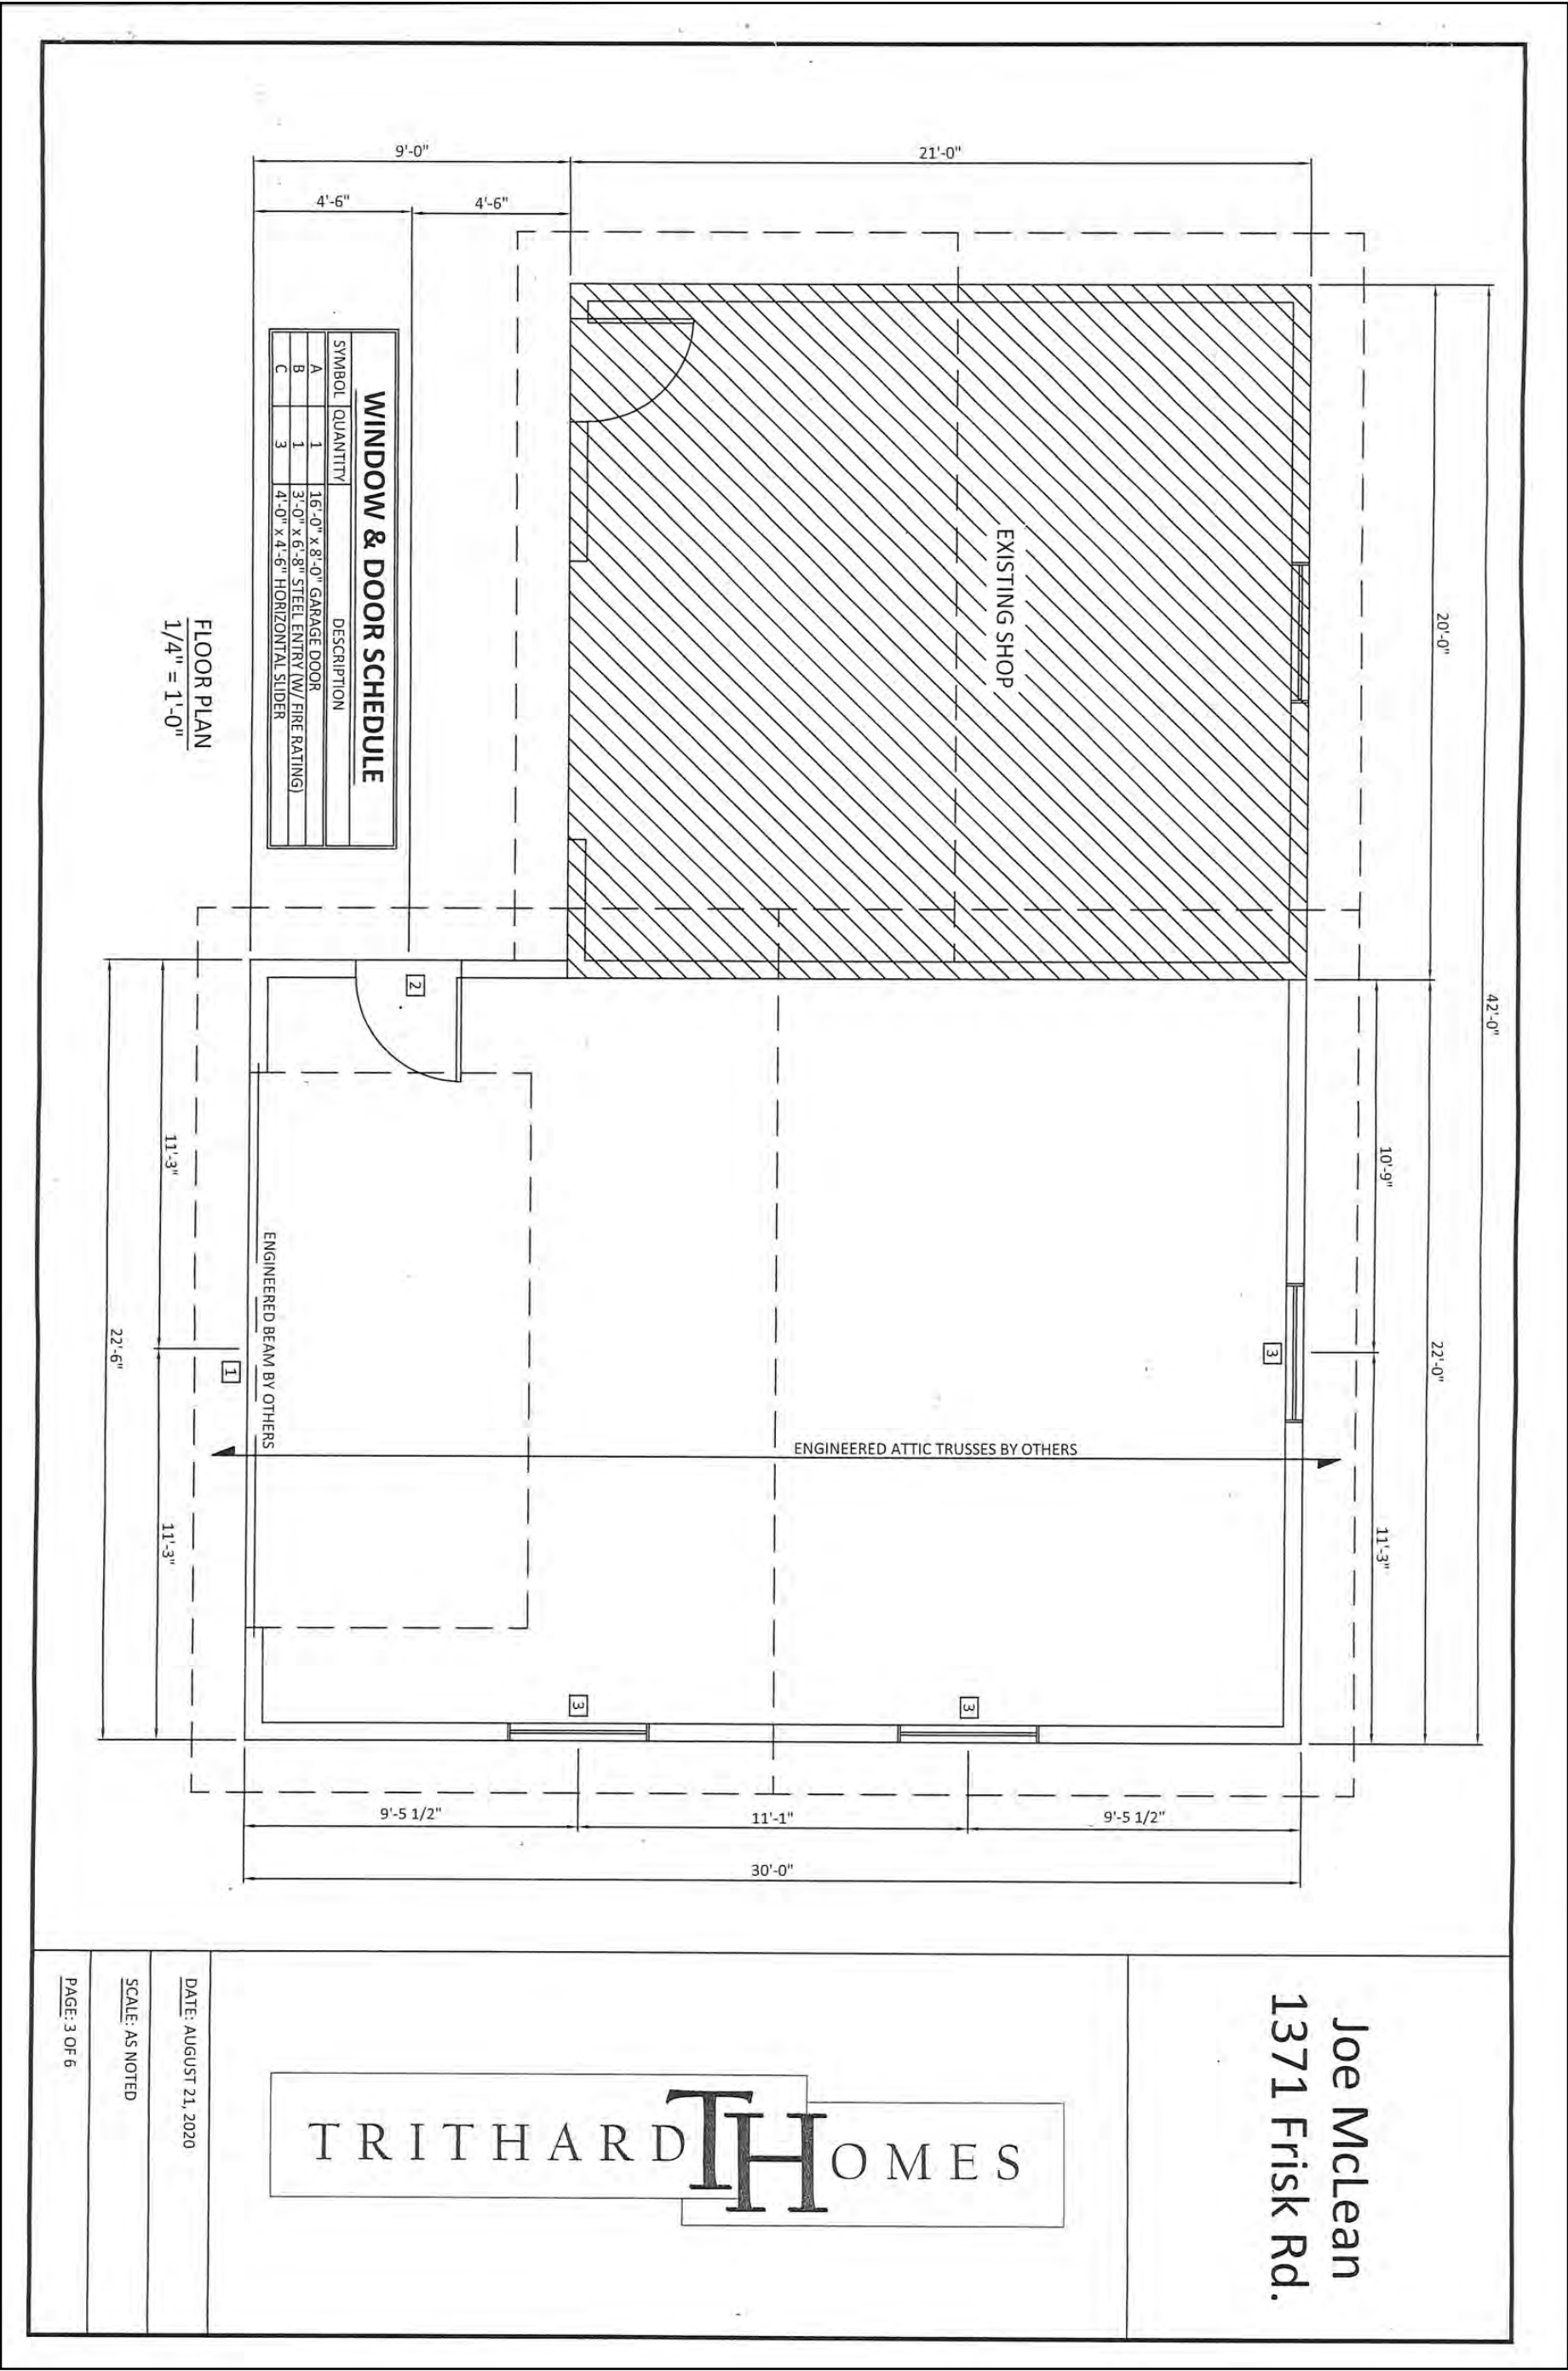 42'-0"
20'-0"
22'-0"
10'-9"
11'-3"
3
21'-0"
EXISTING SHOP
ENGINEERED ATTIC TRUSSES BY OTHERS
3
3
9'-5 1/2"
11'-1"
9'-5 1/2"
30'-0"
9'-0"
4'-6"
4'-6"
2
ENGINEERED BEAM BY OTHERS
1
11'-3"
11'-3"
22'-6"
WINDOW & DOOR SCHEDULE
SYMBOL QUANTITY DESCRIPTION
A 1 16'-0" x 8'-0" GARAGE DOOR
B 1 3'-0" x 6'-8" STEEL ENTRY (W/ FIRE RATING)
C 3 4'-0" x 4'-6" HORIZONTAL SLIDER
FLOOR PLAN
1/4" = 1'-0"
Joe McLean
1371 Frisk Rd.
TRITHARD HOMES
DATE: AUGUST 21, 2020
SCALE: AS NOTED
PAGE: 3 OF 6